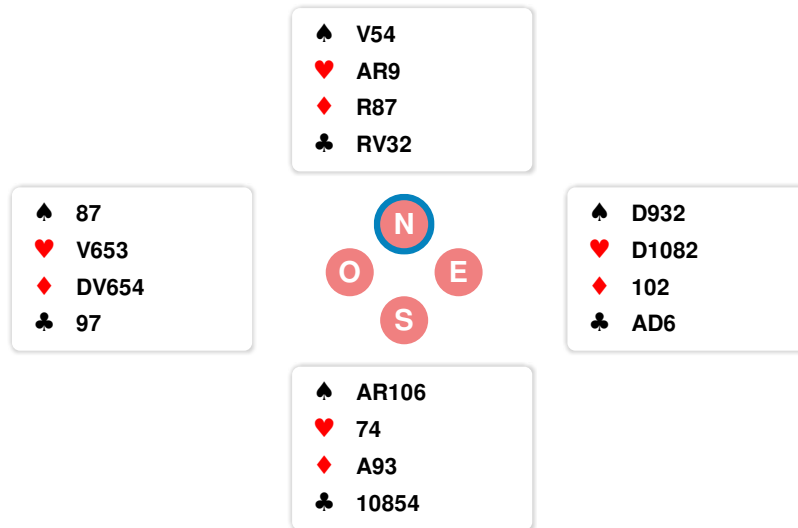 ♠ V54
♥ AR9
♦ R87
♣ RV32
♠ 87
♥ V653
♦ DV654
♣ 97
N
O
E
S
♠ D932
♥ D1082
♦ 102
♣ AD6
♠ AR106
♥ 74
♦ A93
♣ 10854